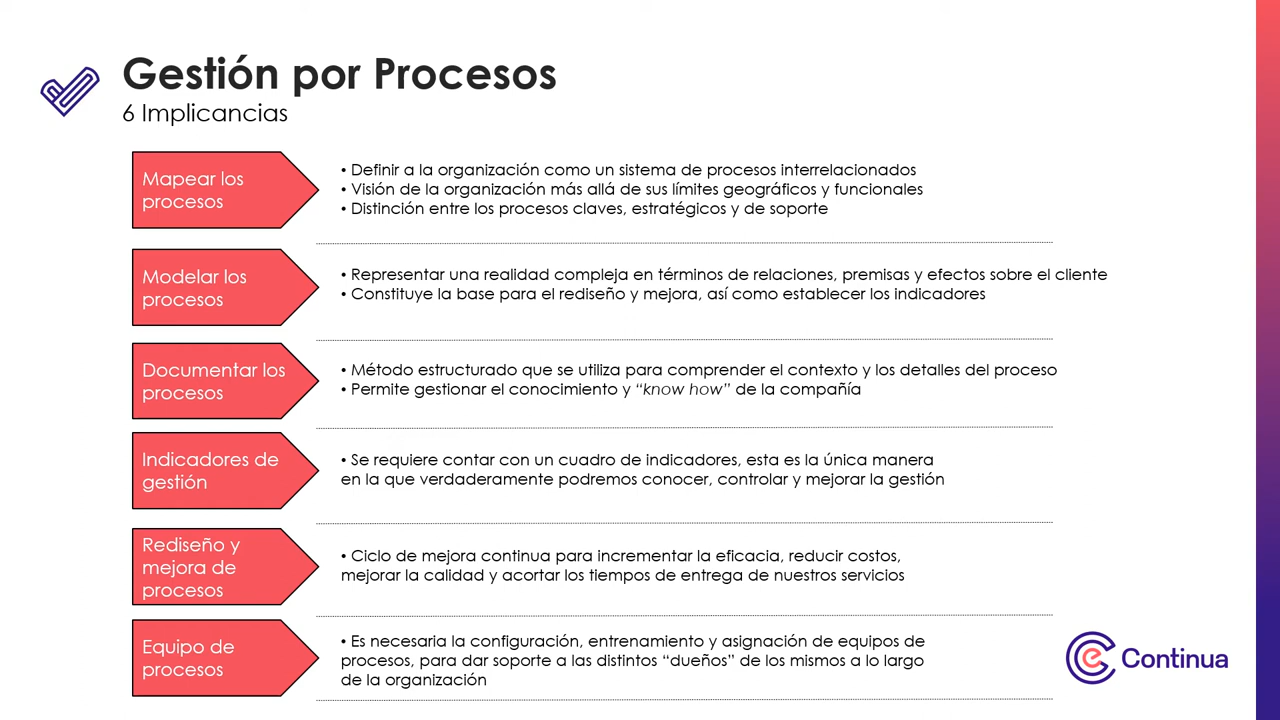 Gestión por Procesos
6 Implicancias
Mapear los
procesos
• Definir a la organización como un sistema de procesos interrelacionados
• Visión de la organización más allá de sus límites geográficos y funcionales
• Distinción entre los procesos claves, estratégicos y de soporte
Modelar los
procesos
• Representar una realidad compleja en términos de relaciones, premisas y efectos sobre el cliente
• Constituye la base para el rediseño y mejora, así como establecer los indicadores
Documentar los
procesos
• Método estructurado que se utiliza para comprender el contexto y los detalles del proceso
• Permite gestionar el conocimiento y “know how” de la compañía
Indicadores de
gestión
• Se requiere contar con un cuadro de indicadores, esta es la única manera
en la que verdaderamente podremos conocer, controlar y mejorar la gestión
Rediseño y
mejora de
procesos
• Ciclo de mejora continua para incrementar la eficacia, reducir costos,
mejorar la calidad y acortar los tiempos de entrega de nuestros servicios
Equipo de
procesos
• Es necesaria la configuración, entrenamiento y asignación de equipos de
procesos, para dar soporte a las distintos “dueños” de los mismos a lo largo
de la organización
Continua